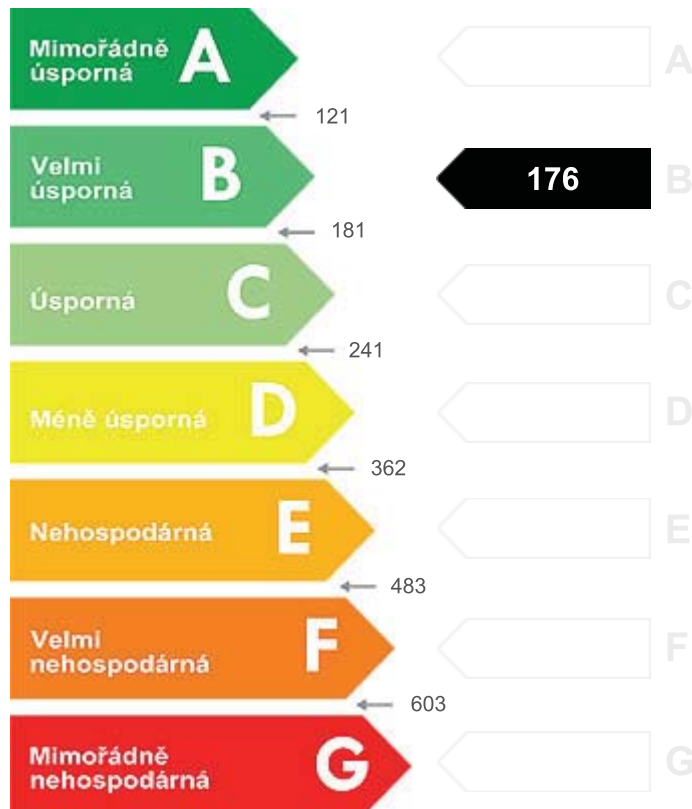 Mimořádně
úsporná
A
A
121
Velmi
úsporná
B
176
B
181
Úsporná
C
C
241
Méně úsporná
D
D
362
Nehospodárná
E
E
483
Velmi
nehospodárná
F
F
603
Mimořádně
nehospodárná
G
G